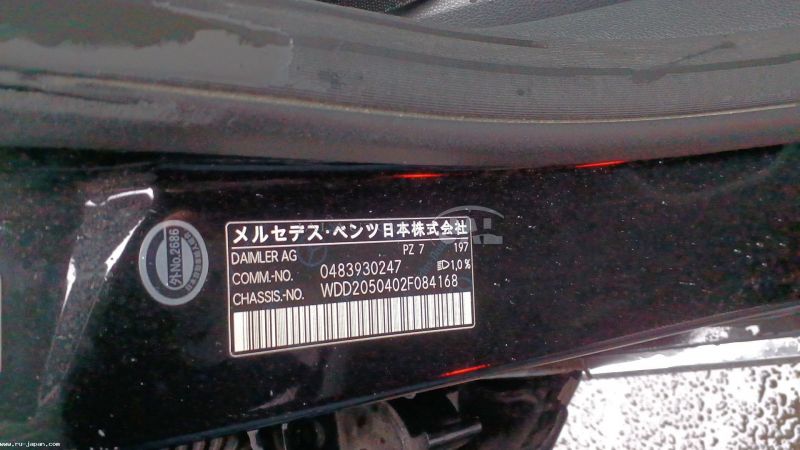 メルセデス・ベンツ日本株式会社
DAIMLER AG PZ 7 197
COMM.-NO. 0483930247 1,0%
CHASSIS.-NO. WDD2050402F084168
外No.2686
www.ru-japan.com